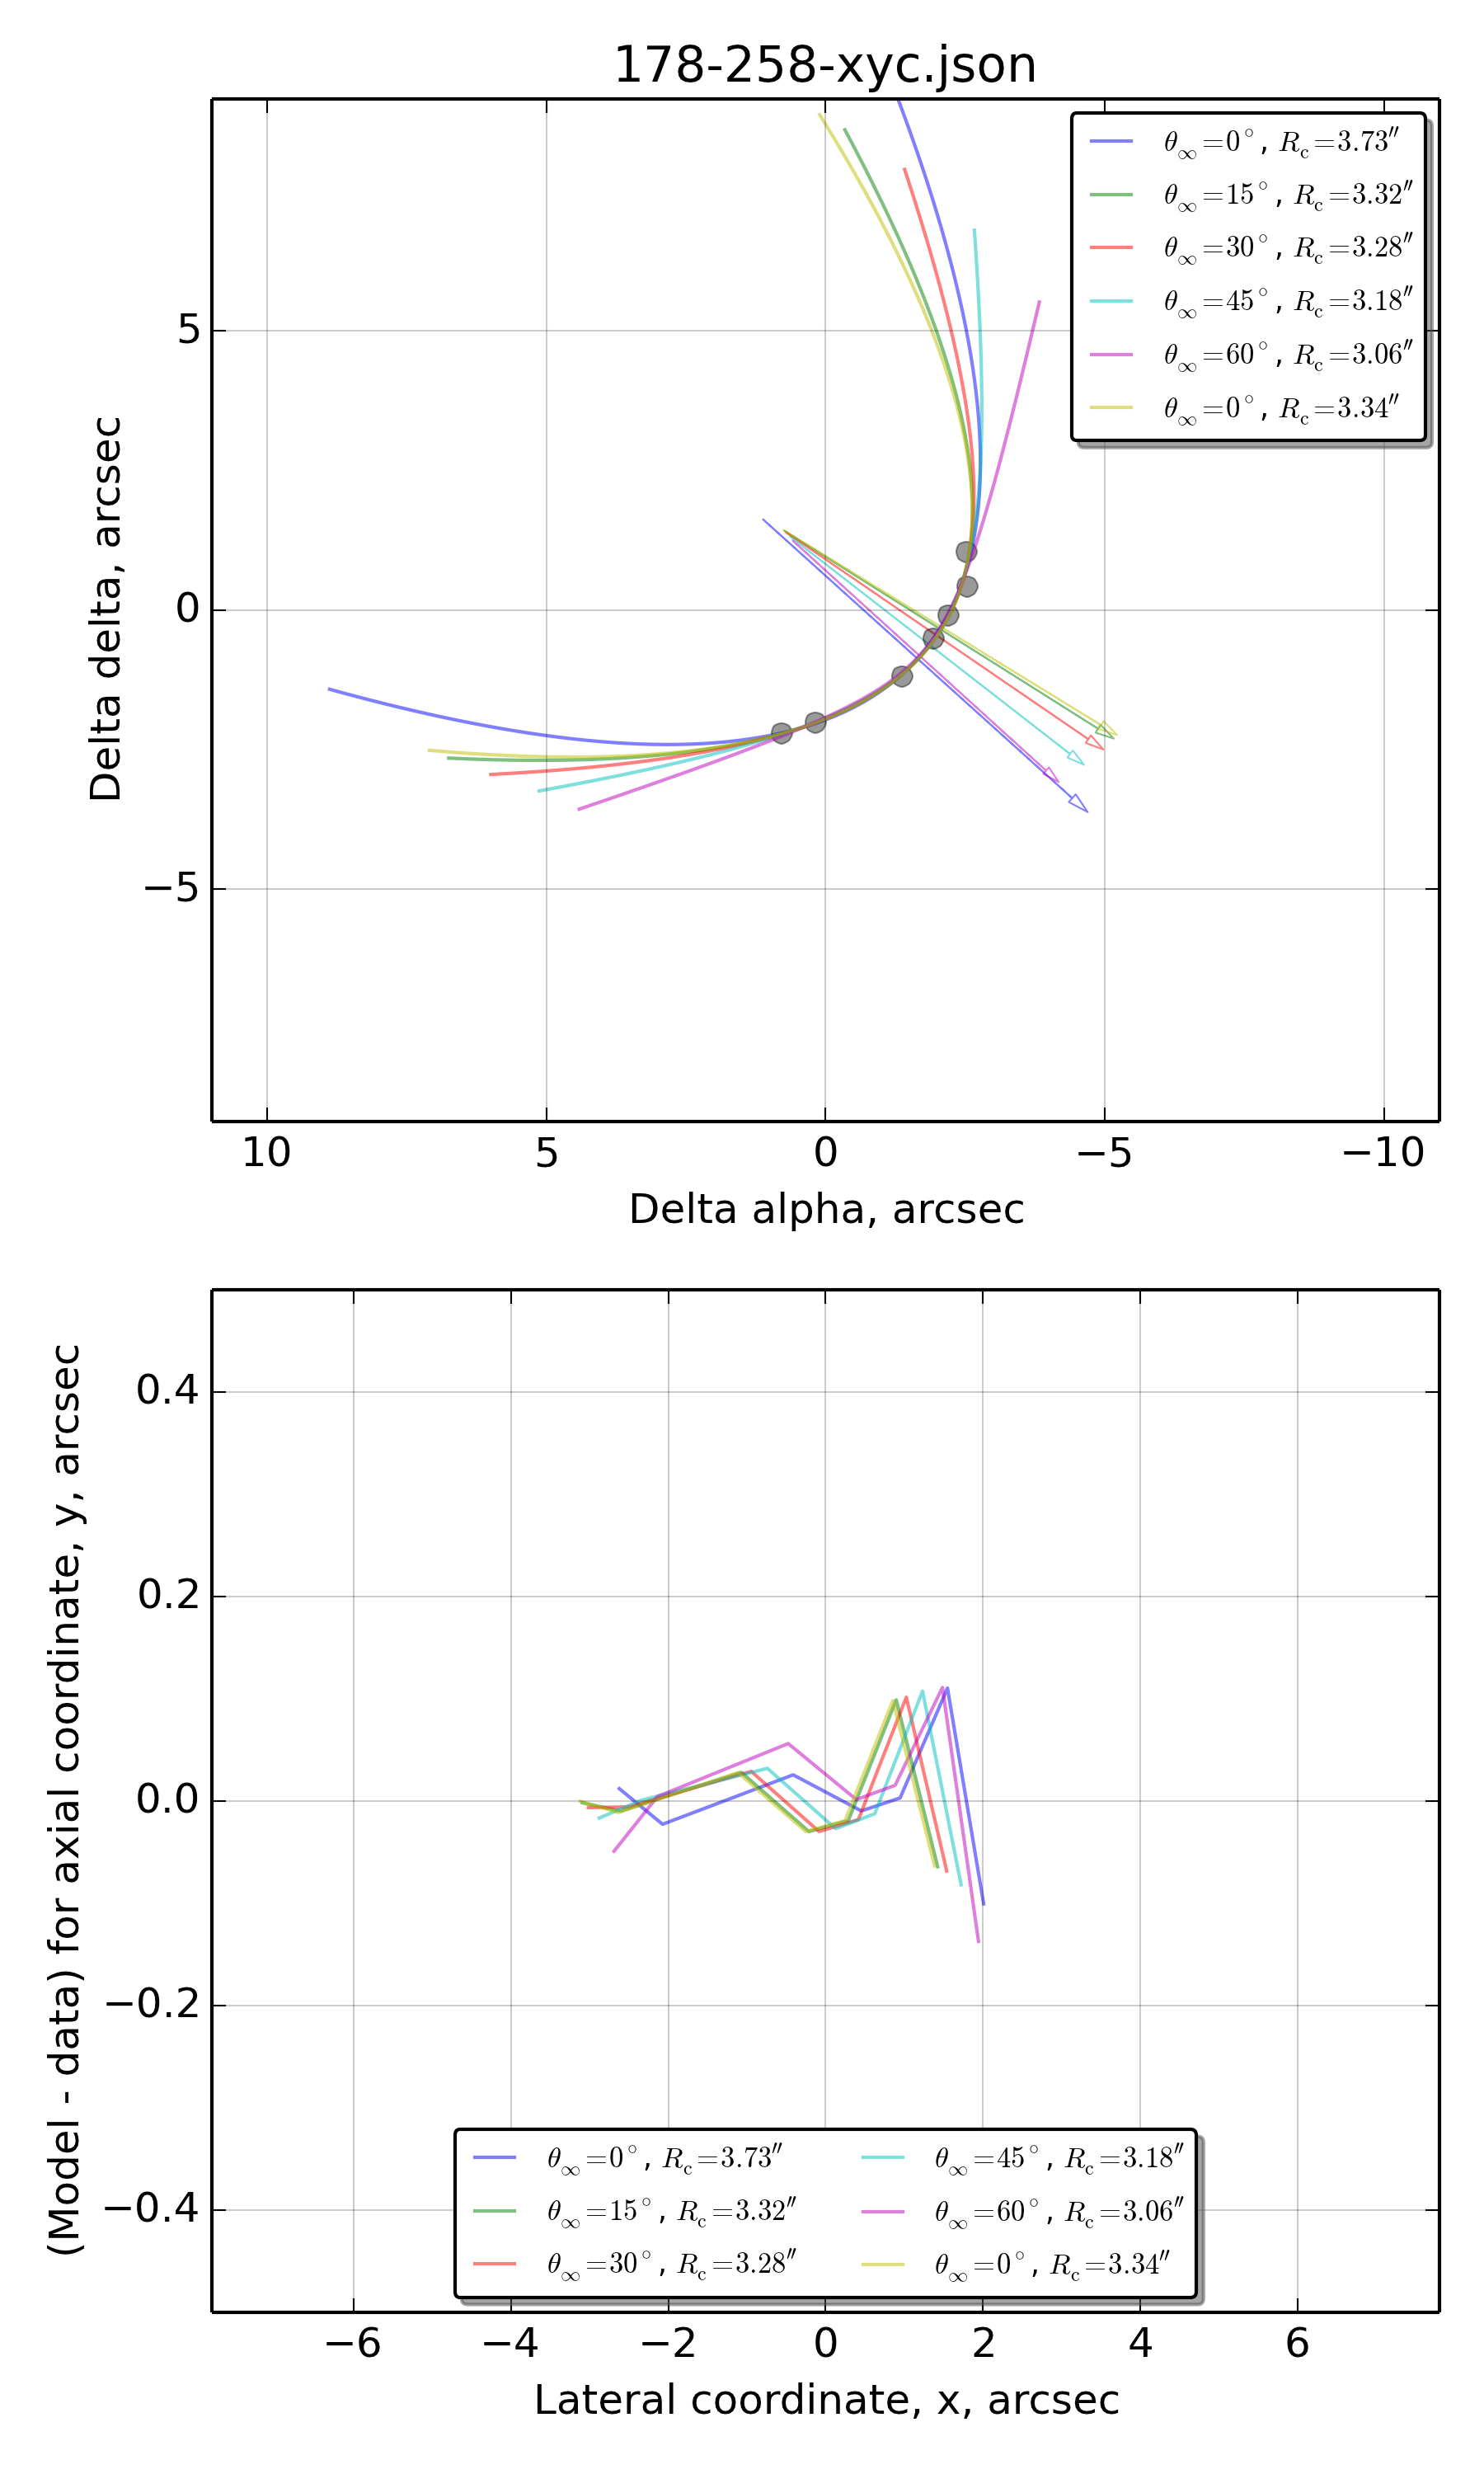 178-258-xyc.json
θ∞=0°, Rc=3.73″
θ∞=15°, Rc=3.32″
θ∞=30°, Rc=3.28″
θ∞=45°, Rc=3.18″
θ∞=60°, Rc=3.06″
θ∞=0°, Rc=3.34″
5
0
−5
Delta delta, arcsec
10 5 0 −5 −10
Delta alpha, arcsec
0.4
0.2
0.0
−0.2
−0.4
(Model - data) for axial coordinate, y, arcsec
θ∞=0°, Rc=3.73″ θ∞=45°, Rc=3.18″
θ∞=15°, Rc=3.32″ θ∞=60°, Rc=3.06″
θ∞=30°, Rc=3.28″ θ∞=0°, Rc=3.34″
−6 −4 −2 0 2 4 6
Lateral coordinate, x, arcsec